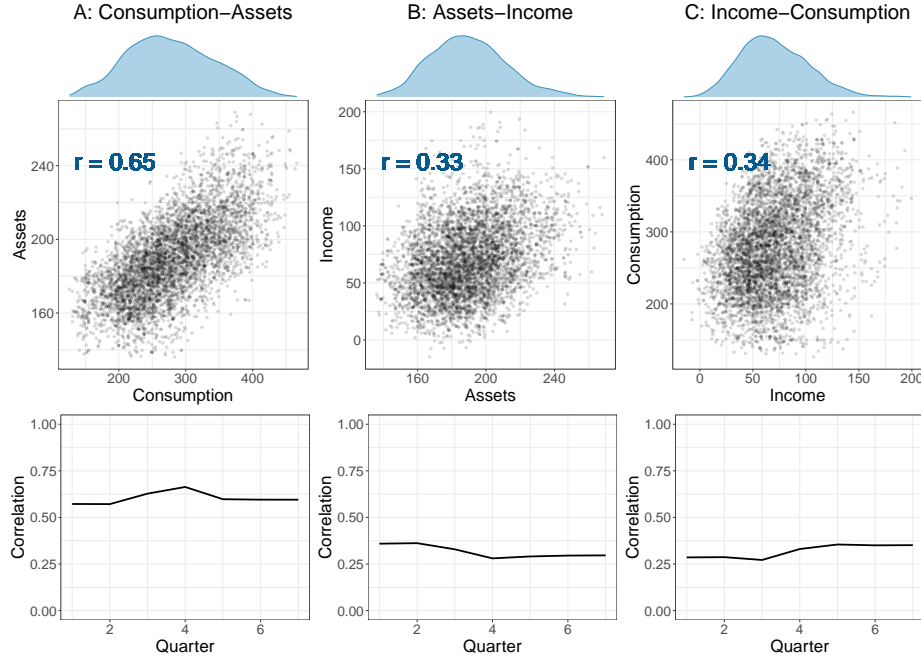 A: Consumption−Assets
B: Assets−Income
C: Income−Consumption
r = 0.65
240
200
160
Assets
200 300 400
Consumption
r = 0.33
200
150
100
50
0
Income
160 200 240
Assets
r = 0.34
400
300
200
Consumption
0 50 100 150 200
Income
1.00
0.75
0.50
0.25
0.00
Correlation
2 4 6
Quarter
1.00
0.75
0.50
0.25
0.00
Correlation
2 4 6
Quarter
1.00
0.75
0.50
0.25
0.00
Correlation
2 4 6
Quarter